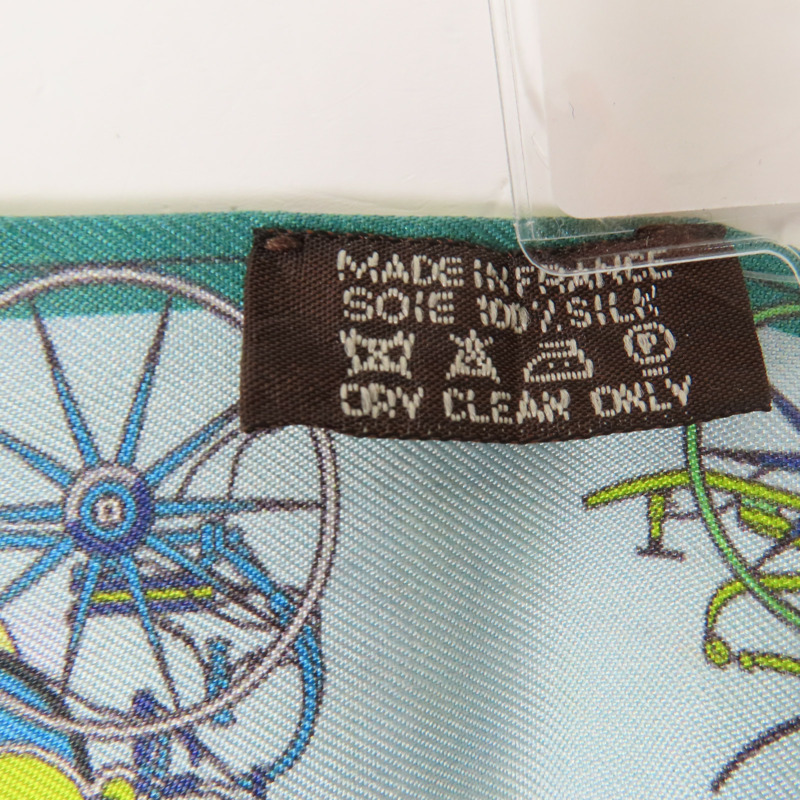 MADE IN FRANCE
SOIE 100% SILK
P
DRY CLEAN ONLY